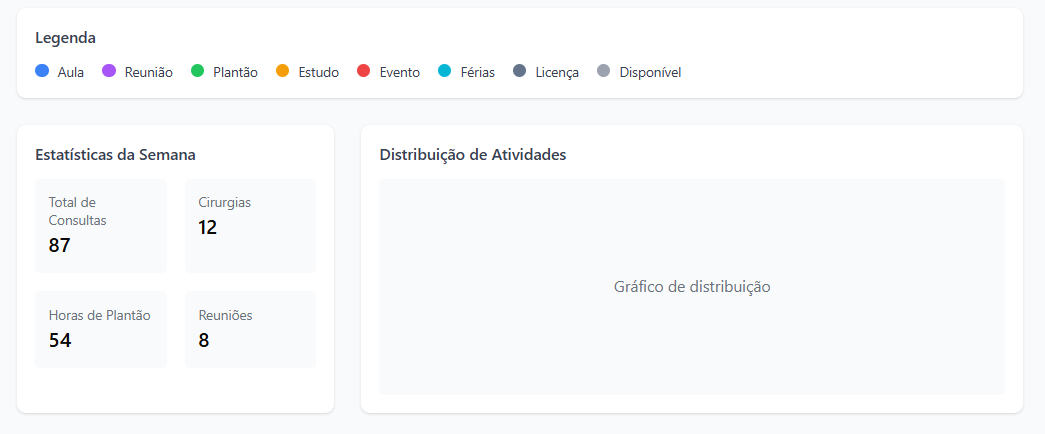 Legenda
Aula Reunião Plantão Estudo Evento Férias Licença Disponível
Estatísticas da Semana
Total de
Consultas
87
Cirurgias
12
Horas de Plantão
54
Reuniões
8
Distribuição de Atividades
Gráfico de distribuição